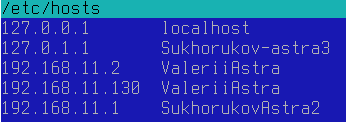 /etc/hosts
127.0.0.1 localhost
127.0.1.1 Sukhorukov-astra3
192.168.11.2 ValeriiAstra
192.168.11.130 ValeriiAstra
192.168.11.1 SukhorukovAstra2